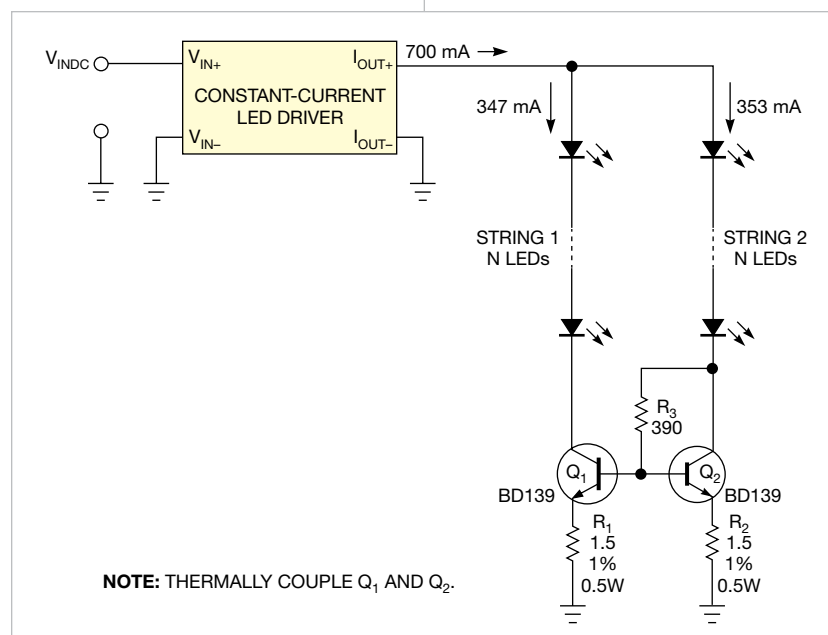 V_INDC
V_IN+
I_OUT+
700 mA
CONSTANT-CURRENT
LED DRIVER
V_IN–
I_OUT–
347 mA
353 mA
STRING 1
N LEDs
STRING 2
N LEDs
R3
390
Q1
Q2
BD139
BD139
R1
1.5
1%
0.5W
R2
1.5
1%
0.5W
NOTE: THERMALLY COUPLE Q1 AND Q2.